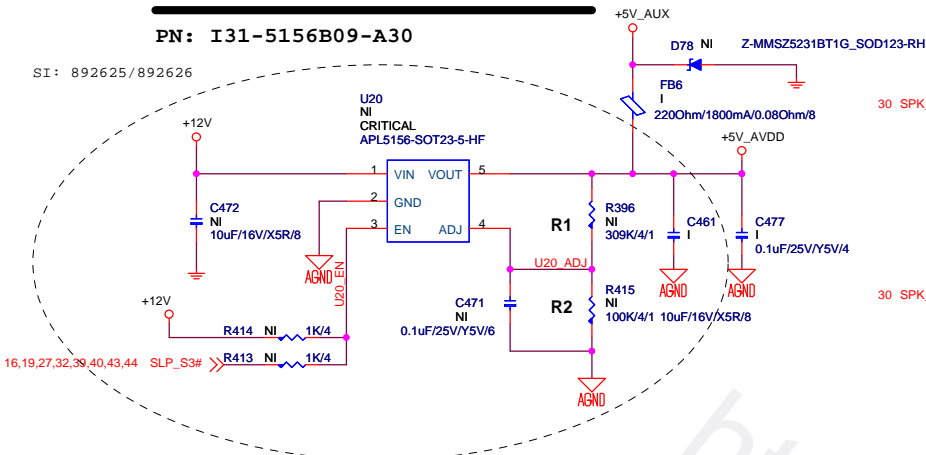 +5V_AUX
PN: I31-5156B09-A30
D78 NI Z-MMSZ5231BT1G_SOD123-RH
SI: 892625/892626
FB6
I
220Ohm/1800mA/0.08Ohm/8
30 SPK_
U20
NI
CRITICAL
APL5156-SOT23-5-HF
+12V
+5V_AVDD
1 VIN VOUT 5
2 GND
3 EN ADJ 4
C472
NI
10uF/16V/X5R/8
R1
R396
NI
309K/4/1
C461
I
C477
I
0.1uF/25V/Y5V/4
AGND
U20_EN
U20_ADJ
AGND
AGND
+12V
C471
NI
0.1uF/25V/Y5V/6
R2
R415
NI
100K/4/1 10uF/16V/X5R/8
30 SPK_
R414 NI 1K/4
16,19,27,32,39,40,43,44 SLP_S3# R413 NI 1K/4
AGND